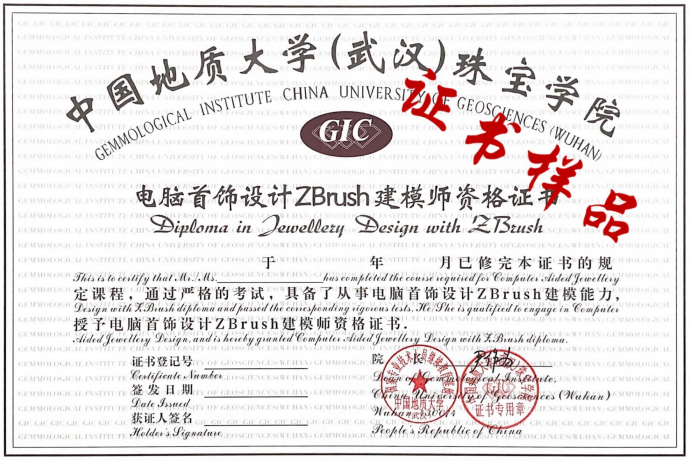 中国地质大学(武汉)珠宝学院
GEMMOLOGICAL INSTITUTE CHINA UNIVERSITY OF GEOSCIENCES (WUHAN)
GIC
证书样品
电脑首饰设计ZBrush建模师资格证书
Diploma in Jewellery Design with ZBrush
于 年 月已修完本证书的规
This is to certify that Mr./Ms. has completed the course required for Computer Aided Jewellery
定课程，通过严格的考试，具备了从事电脑首饰设计ZBrush建模能力，
Design with ZBrush diploma and passed the corresponding rigorous tests. He/She is qualified to engage in Computer
授予电脑首饰设计ZBrush建模师资格证书.
Aided Jewellery Design, and is hereby granted Computer Aided Jewellery Design with ZBrush diploma.
证书登记号
Certificate Number
签发日期
Date Issued
获证人签名
Holder's Signature
院 长
Dean of Gemmological Institute,
China University of Geosciences (Wuhan)
Wuhan 430074
People's Republic of China
中国地质大学
GIC
证书专用章